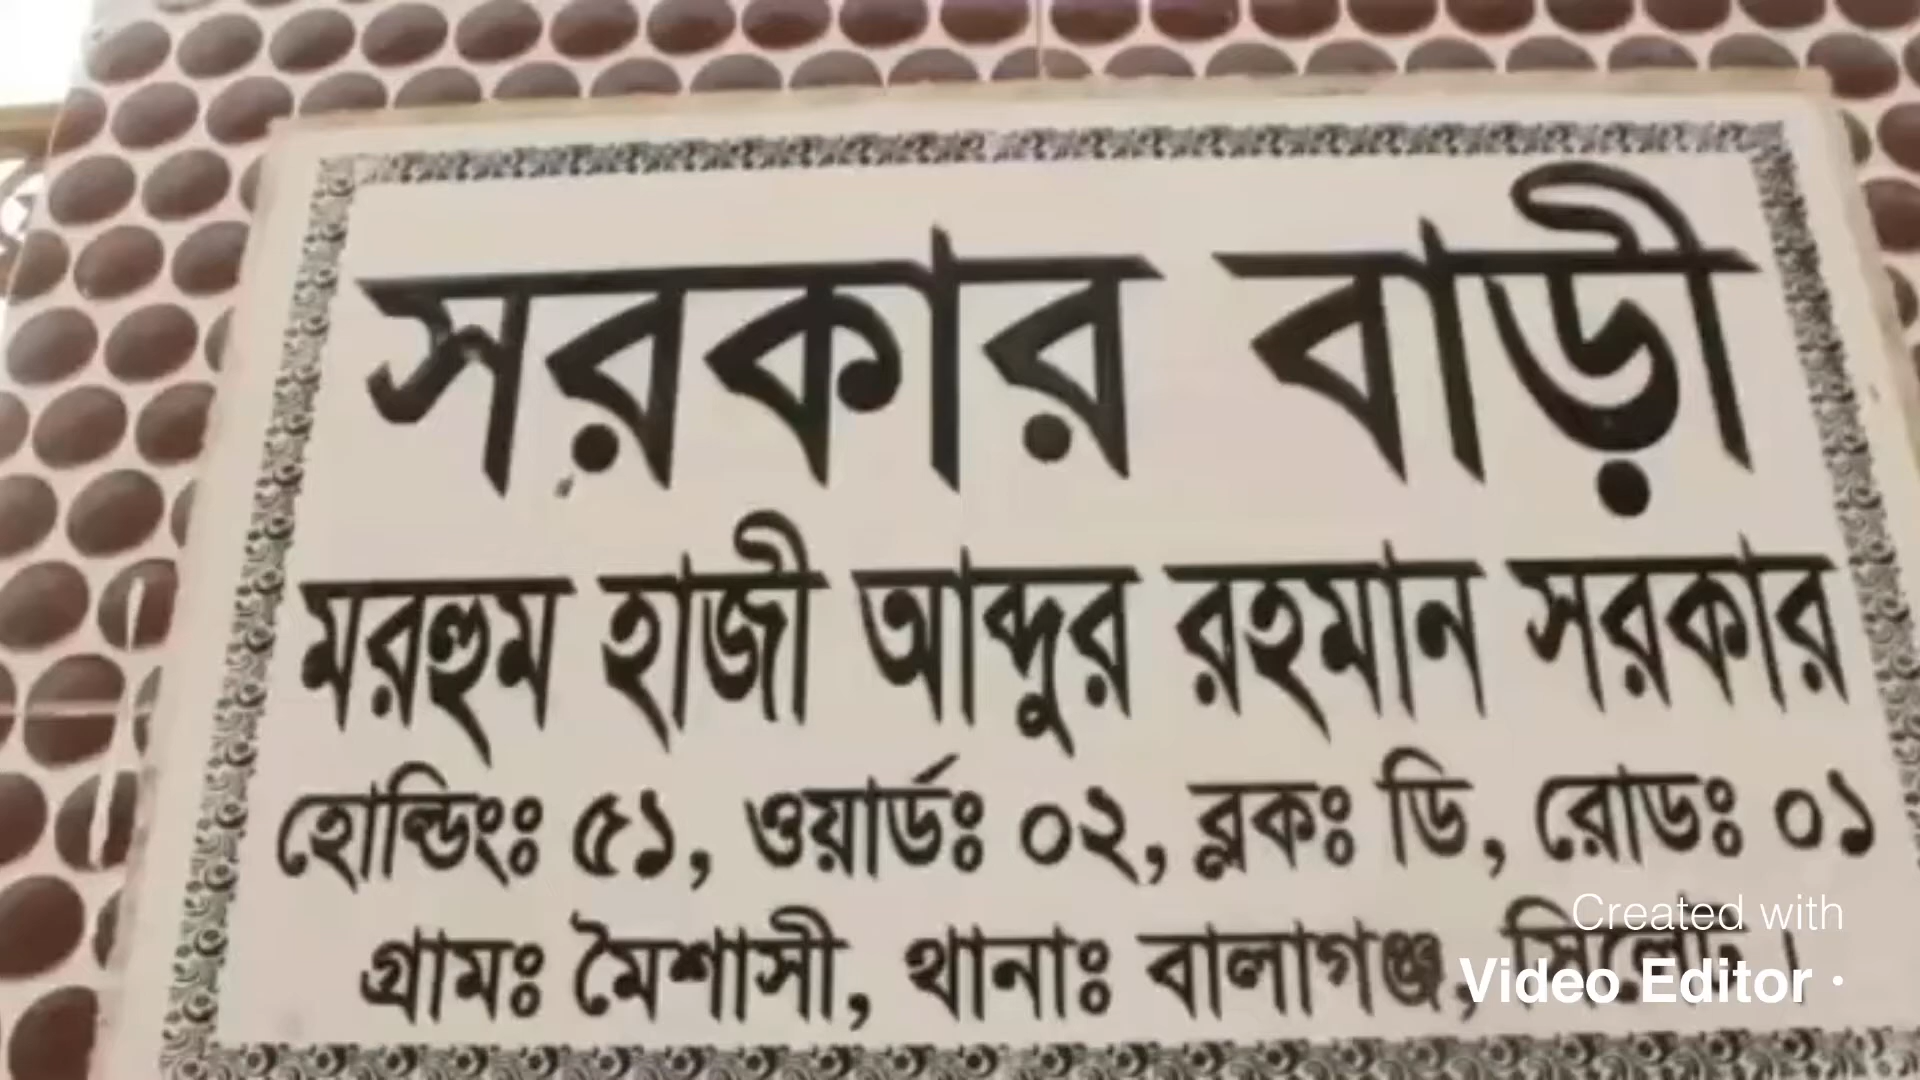 সরকার বাড়ী
মরহুম হাজী আব্দুর রহমান সরকার
হোল্ডিংঃ ৫১, ওয়ার্ডঃ ০২, ব্লকঃ ডি, রোডঃ ০১
গ্রামঃ মৈশাসী, থানাঃ বালাগঞ্জ, সিলেট।
Created with
Video Editor